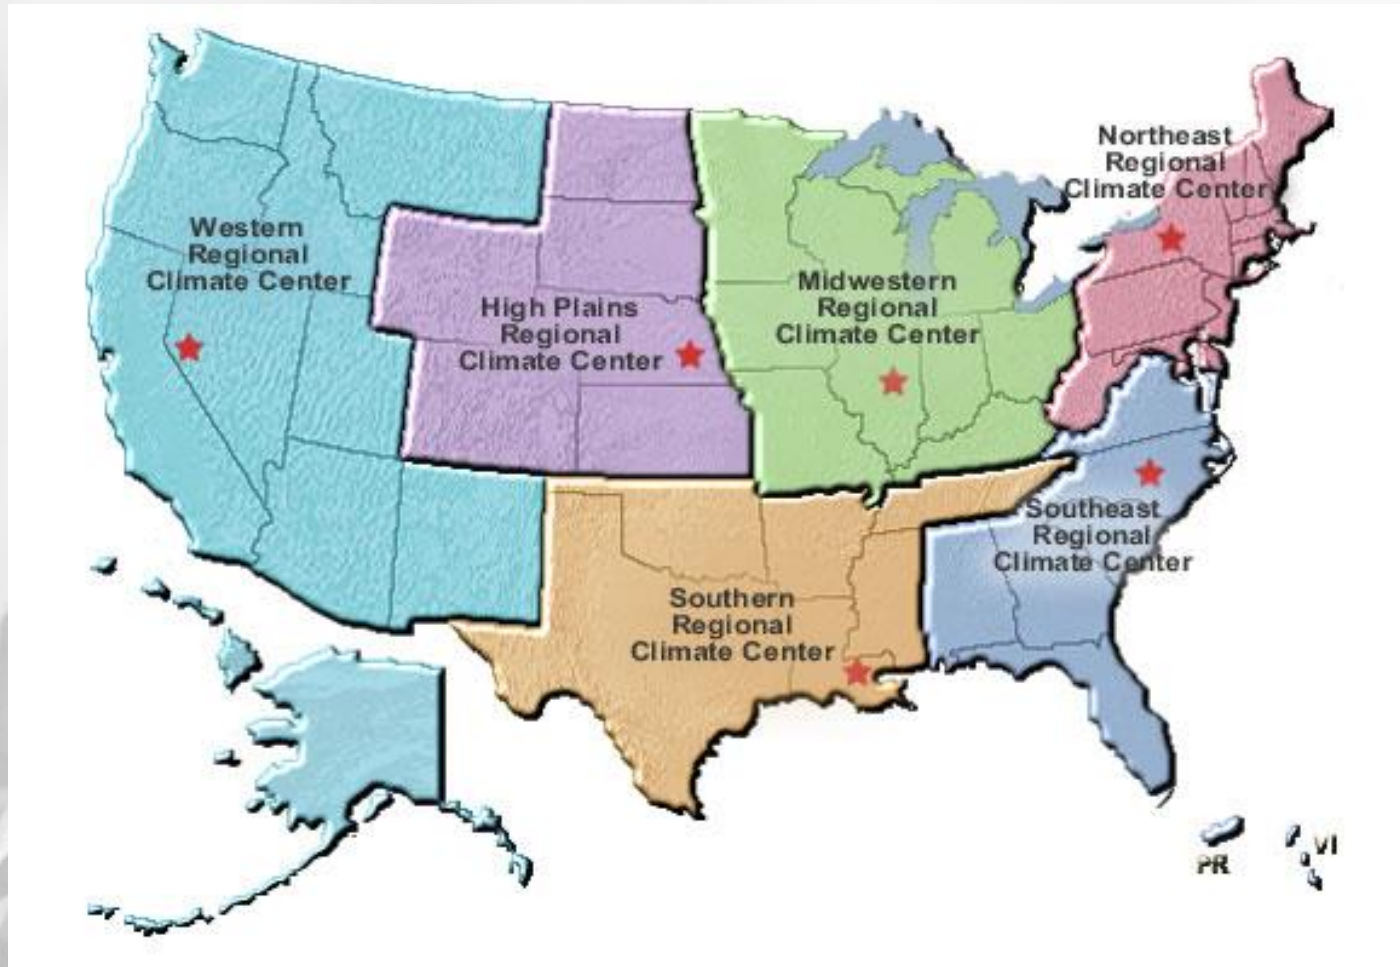 Northeast
Regional
Climate Center
Western
Regional
Climate Center
High Plains
Regional
Climate Center
Midwestern
Regional
Climate Center
Southeast
Regional
Climate Center
Southern
Regional
Climate Center
PR
VI